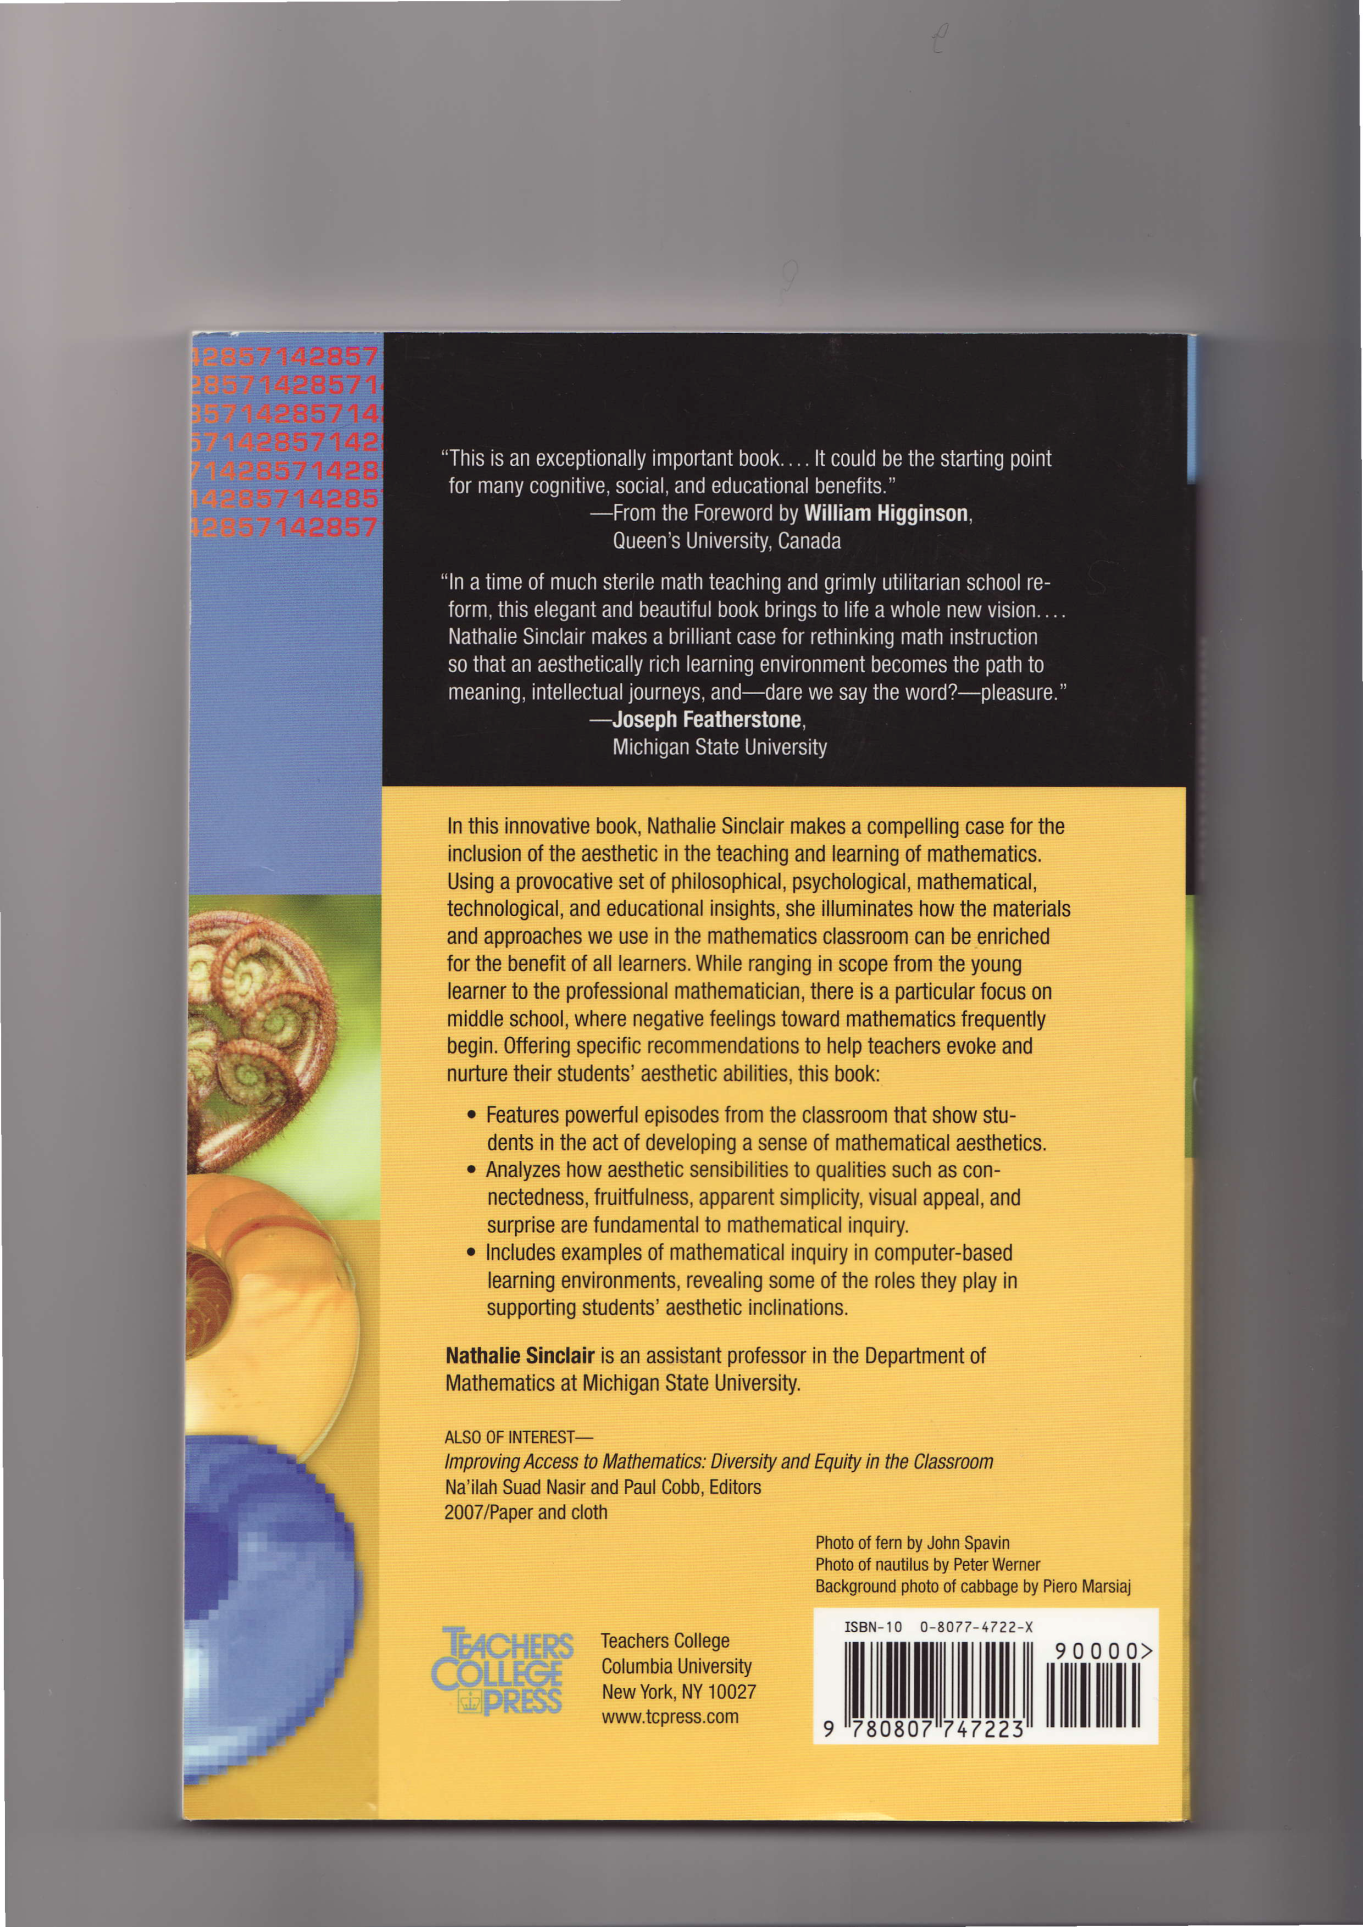 12857142857
28571428571
8571428571 4
57142857142
71428571428
14285714285
12857142857
“This is an exceptionally important book. . . . It could be the starting point
for many cognitive, social, and educational benefits.”
—From the Foreword by William Higginson,
Queen’s University, Canada
“In a time of much sterile math teaching and grimly utilitarian school re-
form, this elegant and beautiful book brings to life a whole new vision. . . .
Nathalie Sinclair makes a brilliant case for rethinking math instruction
so that an aesthetically rich learning environment becomes the path to
meaning, intellectual journeys, and—dare we say the word?—pleasure.”
—Joseph Featherstone,
Michigan State University
In this innovative book, Nathalie Sinclair makes a compelling case for the
inclusion of the aesthetic in the teaching and learning of mathematics.
Using a provocative set of philosophical, psychological, mathematical,
technological, and educational insights, she illuminates how the materials
and approaches we use in the mathematics classroom can be enriched
for the benefit of all learners. While ranging in scope from the young
learner to the professional mathematician, there is a particular focus on
middle school, where negative feelings toward mathematics frequently
begin. Offering specific recommendations to help teachers evoke and
nurture their students’ aesthetic abilities, this book:
• Features powerful episodes from the classroom that show stu-
dents in the act of developing a sense of mathematical aesthetics.
• Analyzes how aesthetic sensibilities to qualities such as con-
nectedness, fruitfulness, apparent simplicity, visual appeal, and
surprise are fundamental to mathematical inquiry.
• Includes examples of mathematical inquiry in computer-based
learning environments, revealing some of the roles they play in
supporting students’ aesthetic inclinations.
Nathalie Sinclair is an assistant professor in the Department of
Mathematics at Michigan State University.
ALSO OF INTEREST—
Improving Access to Mathematics: Diversity and Equity in the Classroom
Na’ilah Suad Nasir and Paul Cobb, Editors
2007/Paper and cloth
Photo of fern by John Spavin
Photo of nautilus by Peter Werner
Background photo of cabbage by Piero Marsiaj
TEACHERS
COLLEGE
PRESS
Teachers College
Columbia University
New York, NY 10027
www.tcpress.com
ISBN-10 0-8077-4722-X
90000>
9 780807 747223